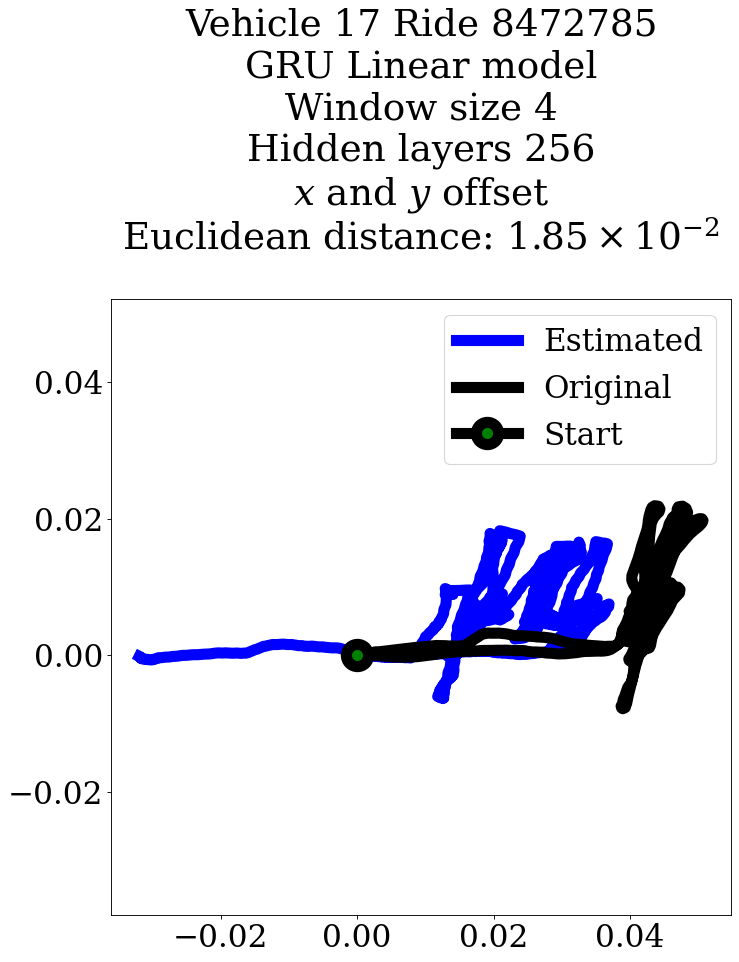 Vehicle 17 Ride 8472785
GRU Linear model
Window size 4
Hidden layers 256
x and y offset
Euclidean distance: 1.85 × 10⁻²
Estimated
Original
Start
0.04
0.02
0.00
−0.02
−0.02 0.00 0.02 0.04